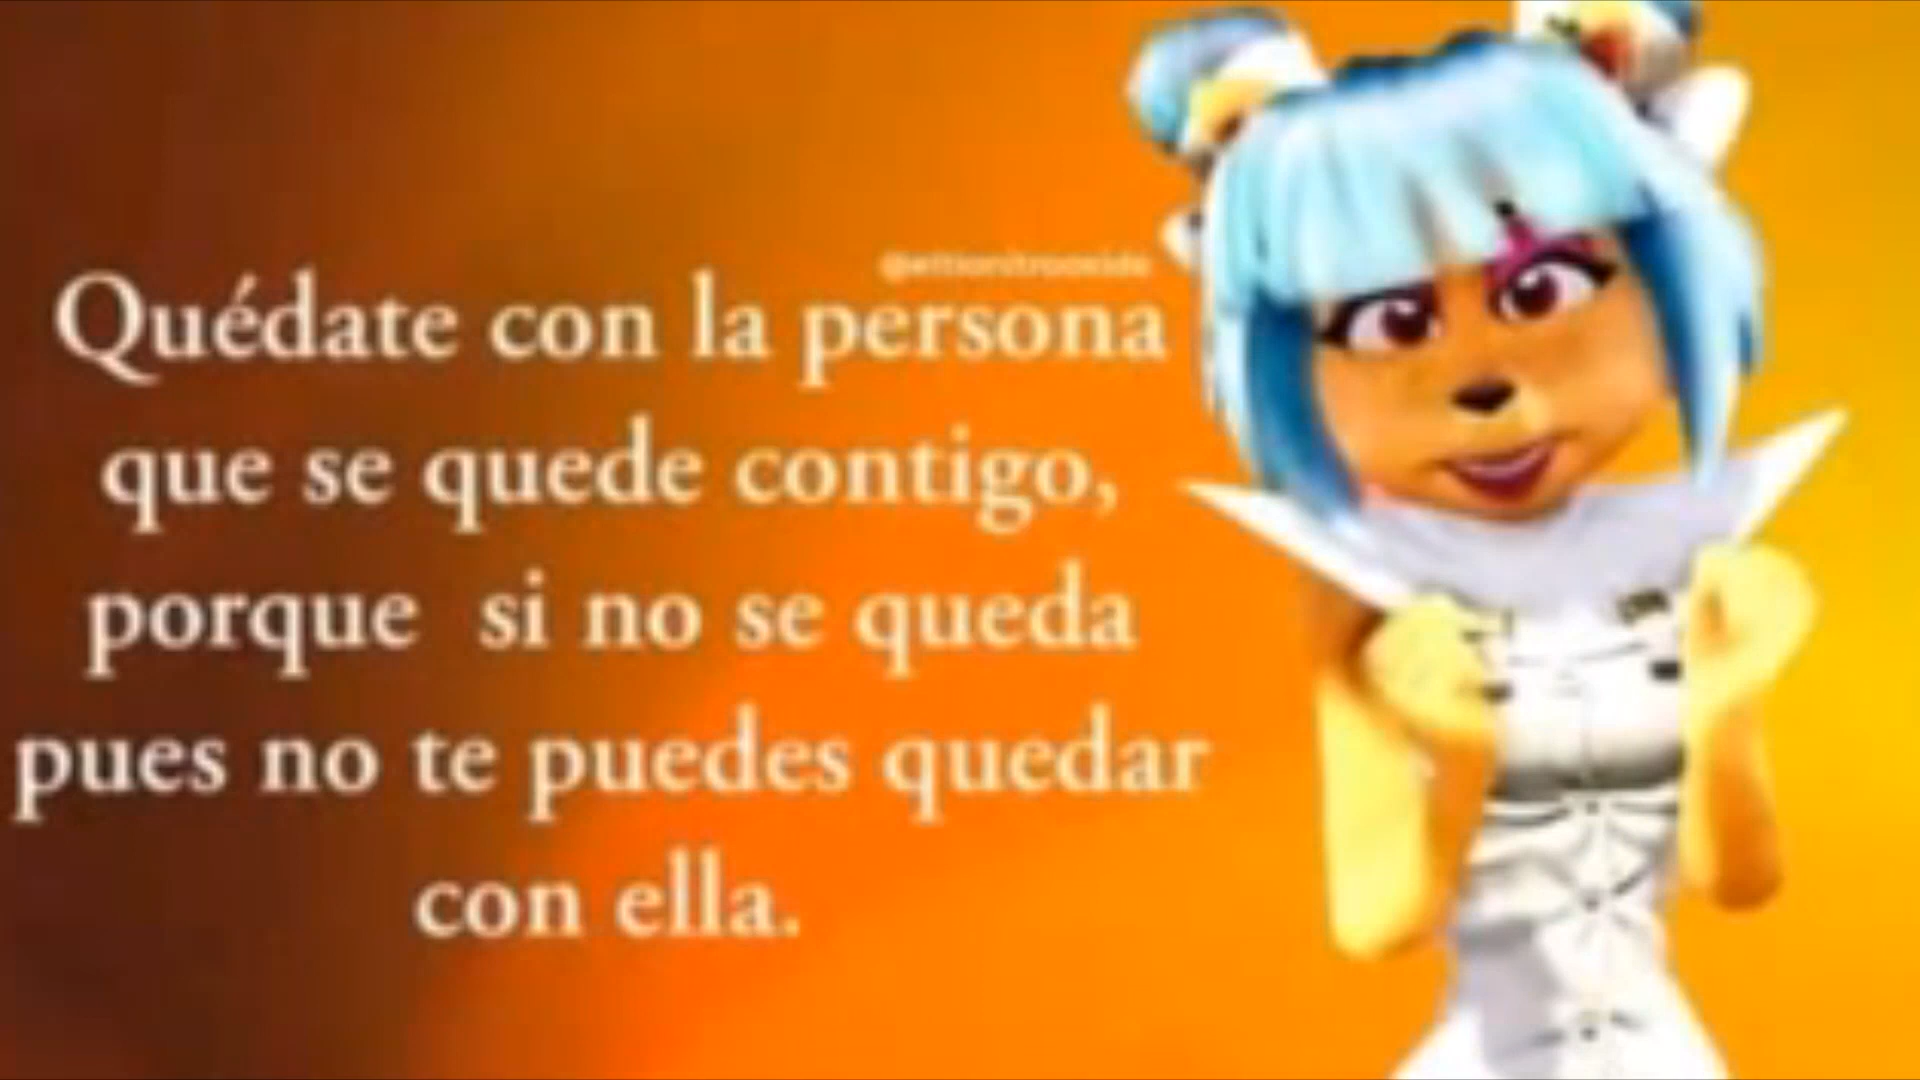 Quédate con la persona
que se quede contigo,
porque si no se queda
pues no te puedes quedar
con ella.